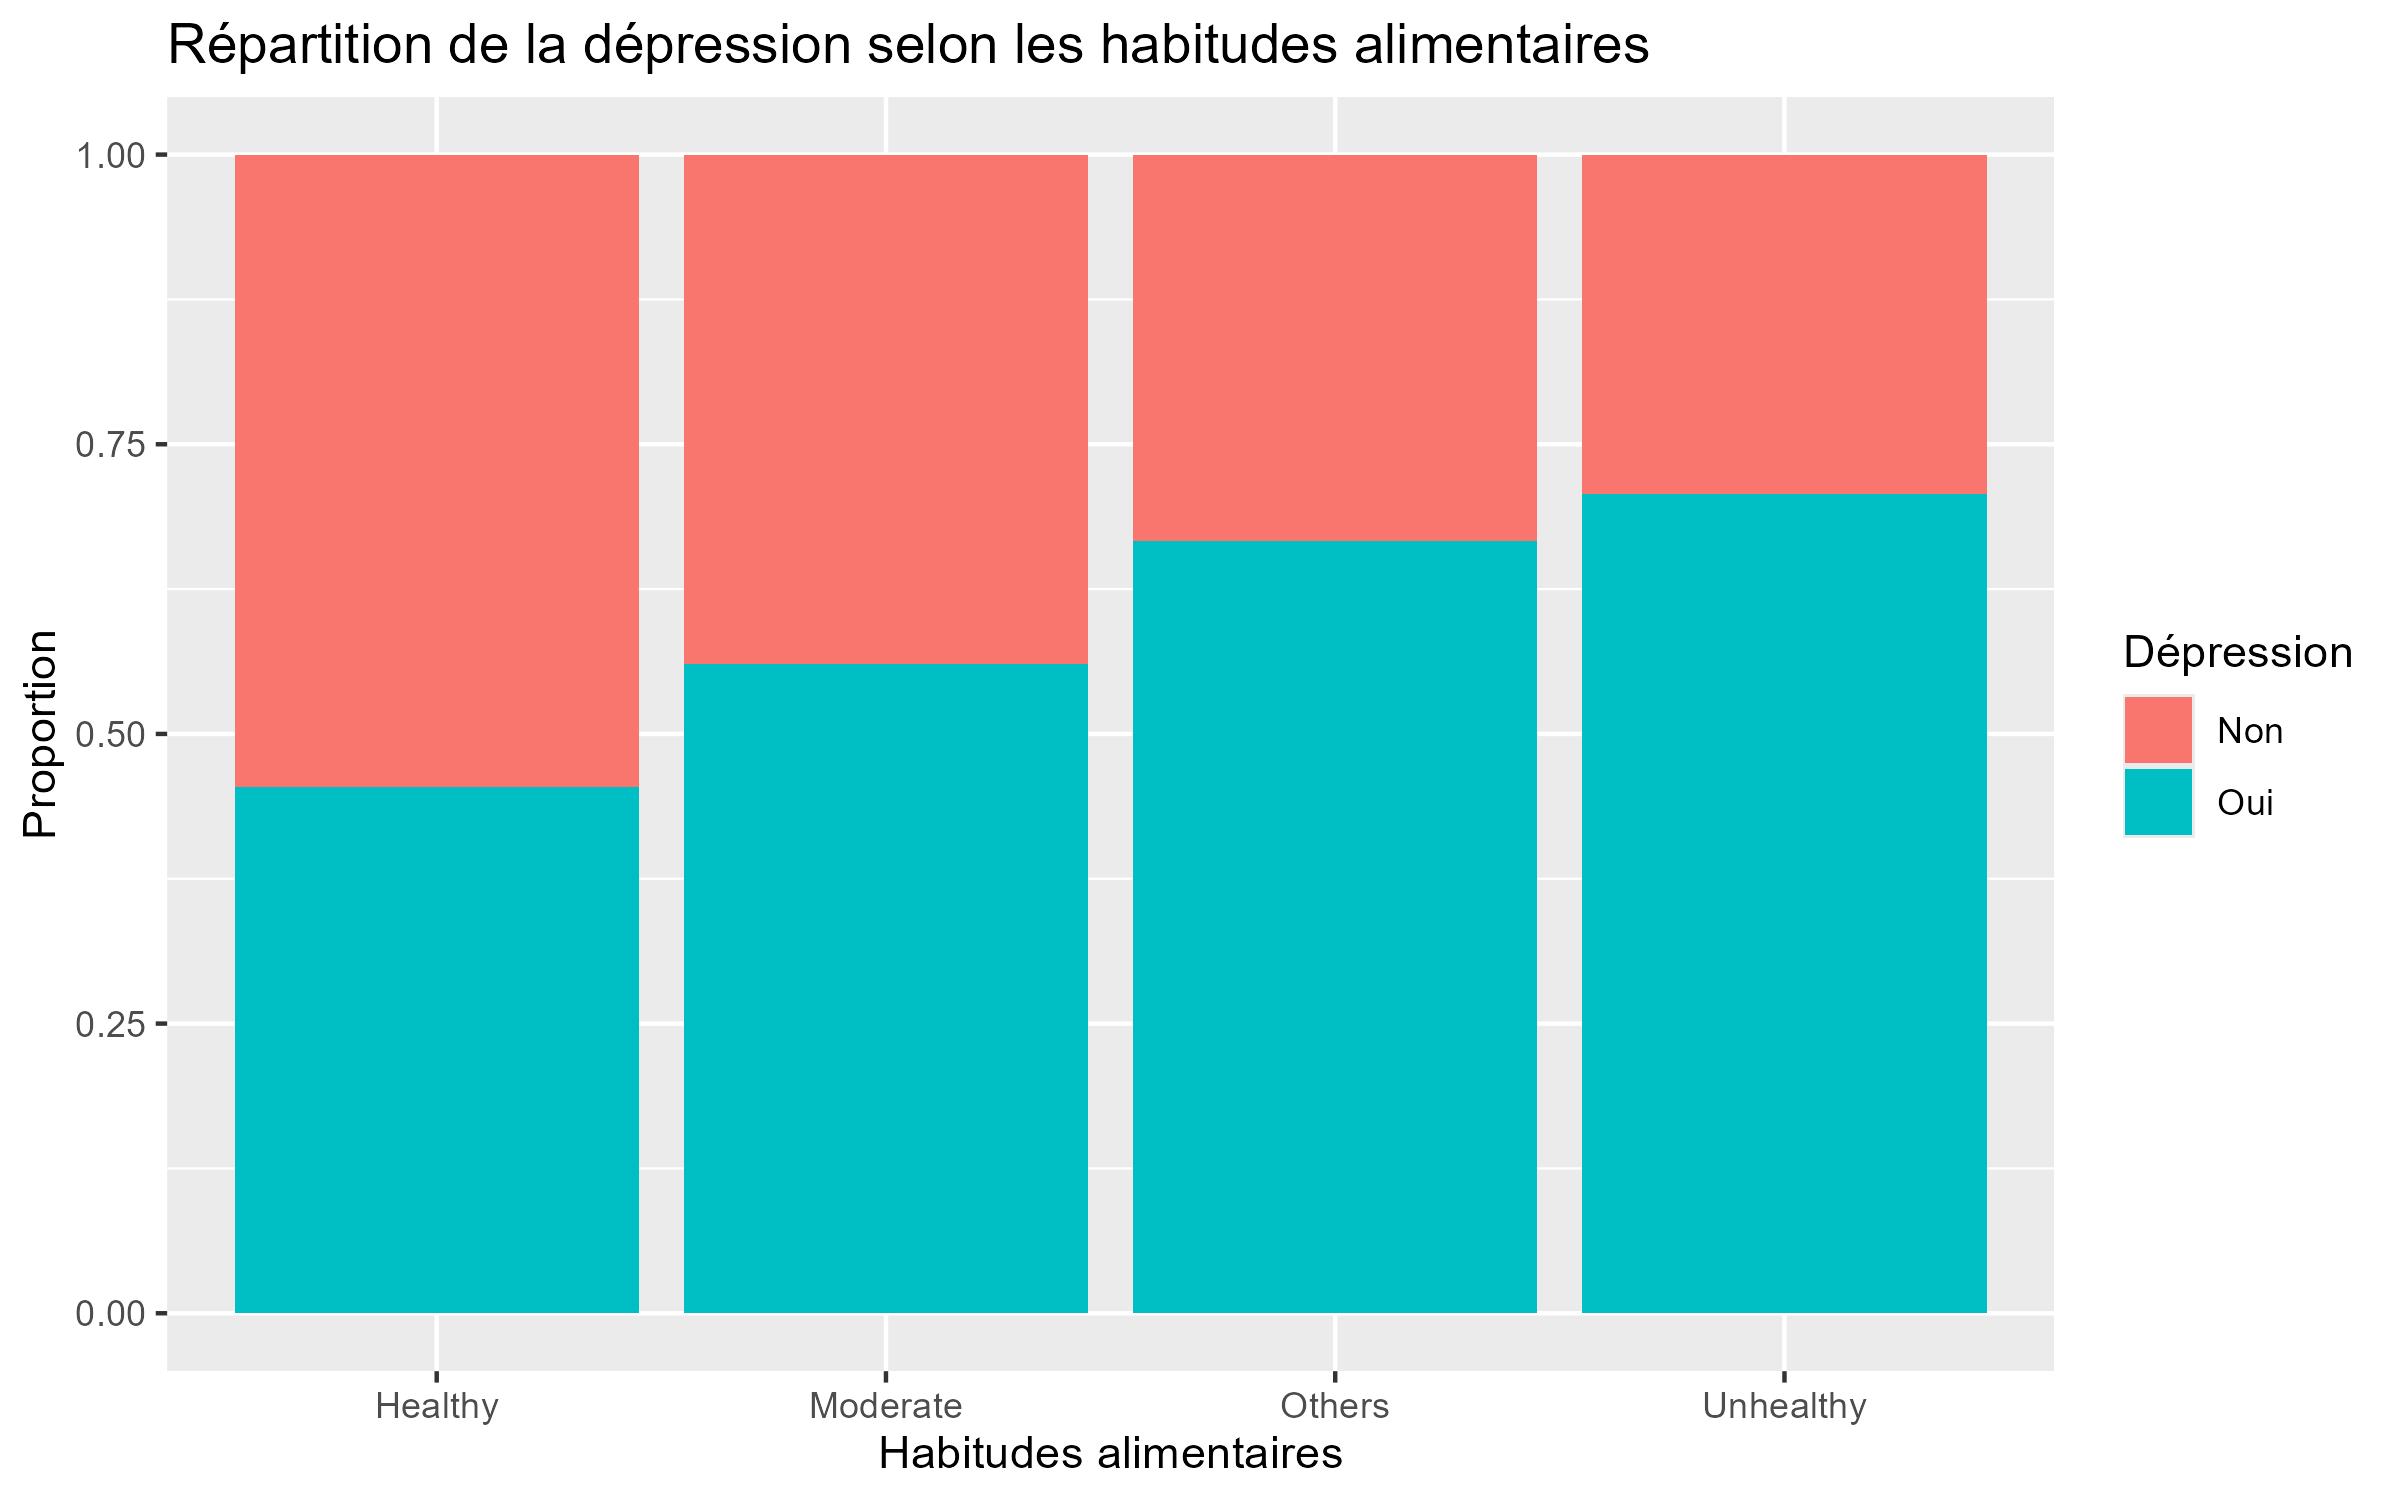 Répartition de la dépression selon les habitudes alimentaires
1.00
0.75
0.50
0.25
0.00
Proportion
Healthy
Moderate
Others
Unhealthy
Habitudes alimentaires
Dépression
Non
Oui